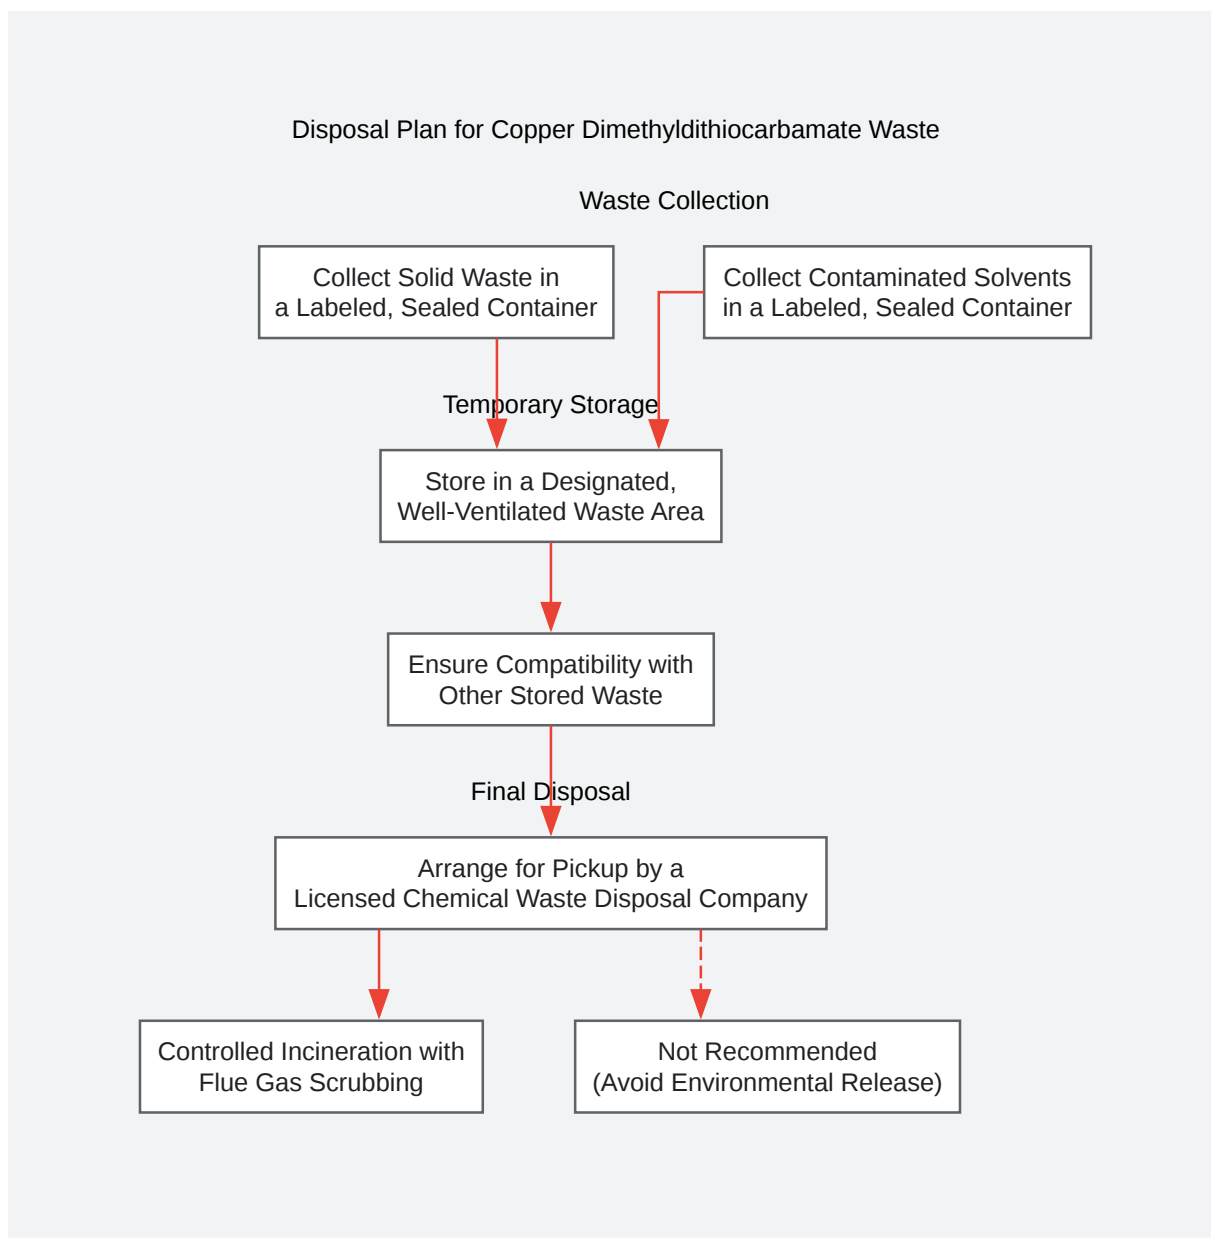 Disposal Plan for Copper Dimethyldithiocarbamate Waste
Waste Collection
Collect Solid Waste in
a Labeled, Sealed Container
Collect Contaminated Solvents
in a Labeled, Sealed Container
Temporary Storage
Store in a Designated,
Well-Ventilated Waste Area
Ensure Compatibility with
Other Stored Waste
Final Disposal
Arrange for Pickup by a
Licensed Chemical Waste Disposal Company
Controlled Incineration with
Flue Gas Scrubbing
Not Recommended
(Avoid Environmental Release)